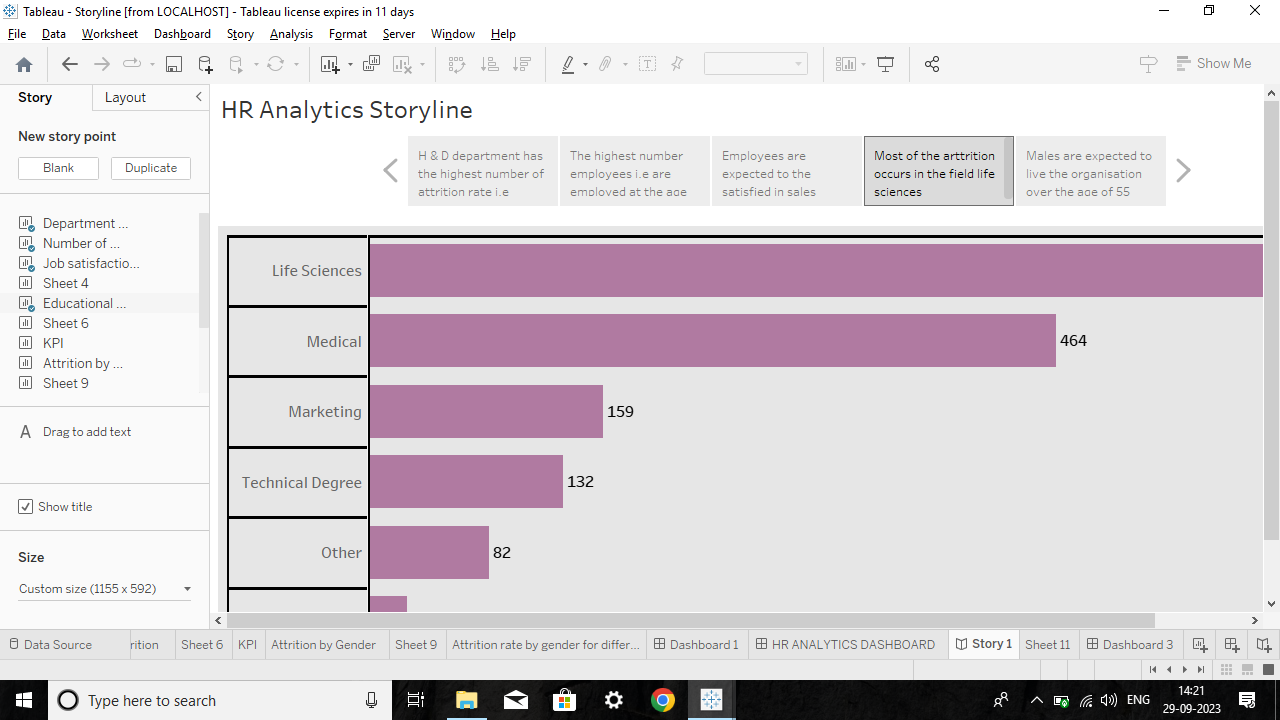 Tableau - Storyline [from LOCALHOST] - Tableau license expires in 11 days
File Data Worksheet Dashboard Story Analysis Format Server Window Help
Show Me
Story Layout
New story point
Blank Duplicate
Department ...
Number of ...
Job satisfactio...
Sheet 4
Educational ...
Sheet 6
KPI
Attrition by ...
Sheet 9
A Drag to add text
Show title
Size
Custom size (1155 x 592)
HR Analytics Storyline
H & D department has
the highest number of
attrition rate i.e
The highest number
employees i.e are
employed at the age
Employees are
expected to the
satisfied in sales
Most of the arttrition
occurs in the field life
sciences
Males are expected to
live the organisation
over the age of 55
Life Sciences
Medical 464
Marketing 159
Technical Degree 132
Other 82
Data Source rition Sheet 6 KPI Attrition by Gender Sheet 9 Attrition rate by gender for differ... Dashboard 1 HR ANALYTICS DASHBOARD Story 1 Sheet 11 Dashboard 3
Type here to search
ENG
14:21
29-09-2023